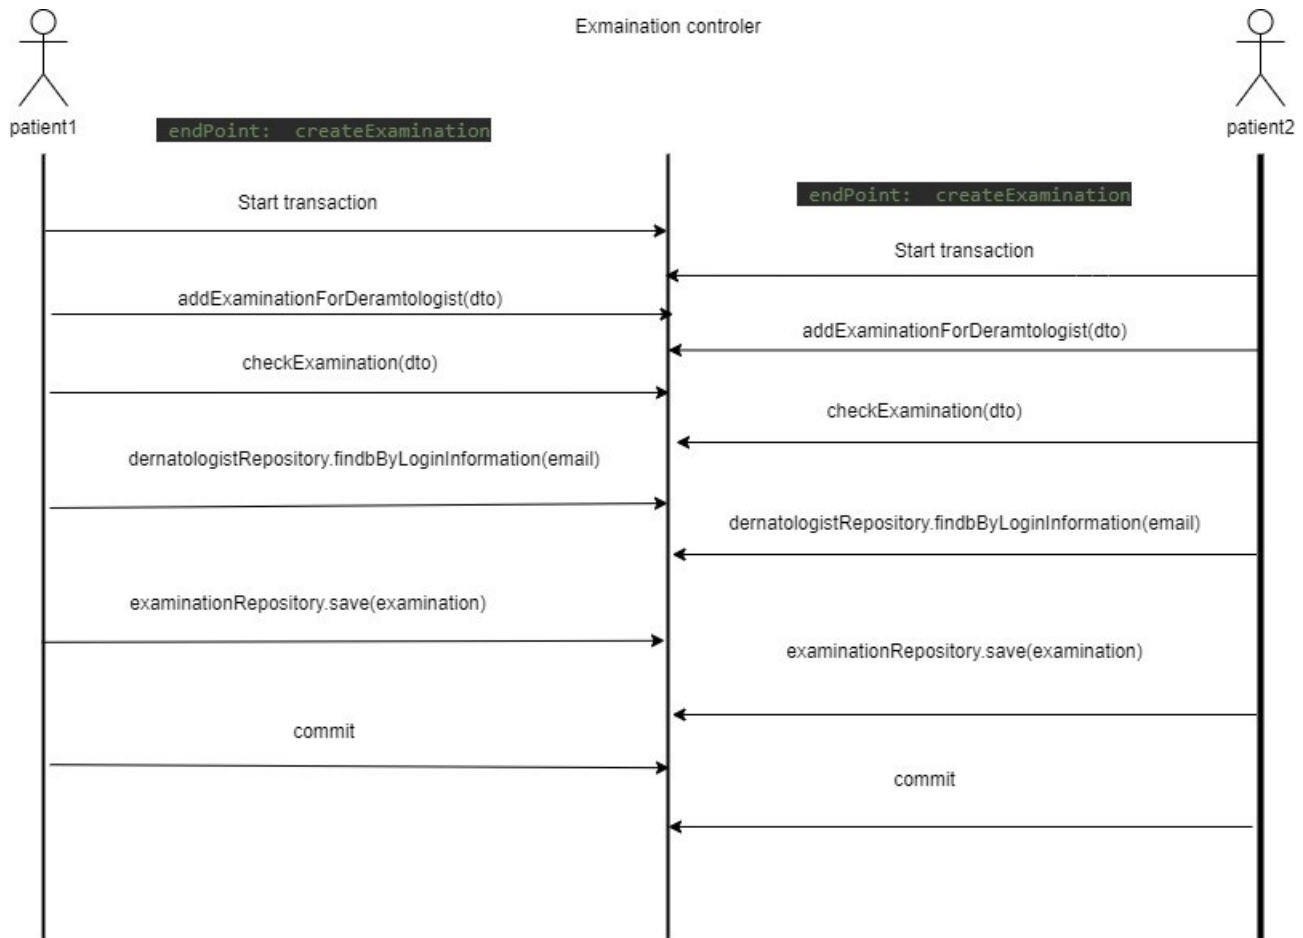 Exmaination controler
patient1
patient2
endPoint: createExamination
endPoint: createExamination
Start transaction
Start transaction
addExaminationForDeramtologist(dto)
addExaminationForDeramtologist(dto)
checkExamination(dto)
checkExamination(dto)
dernatologistRepository.findbByLoginInformation(email)
dernatologistRepository.findbByLoginInformation(email)
examinationRepository.save(examination)
examinationRepository.save(examination)
commit
commit